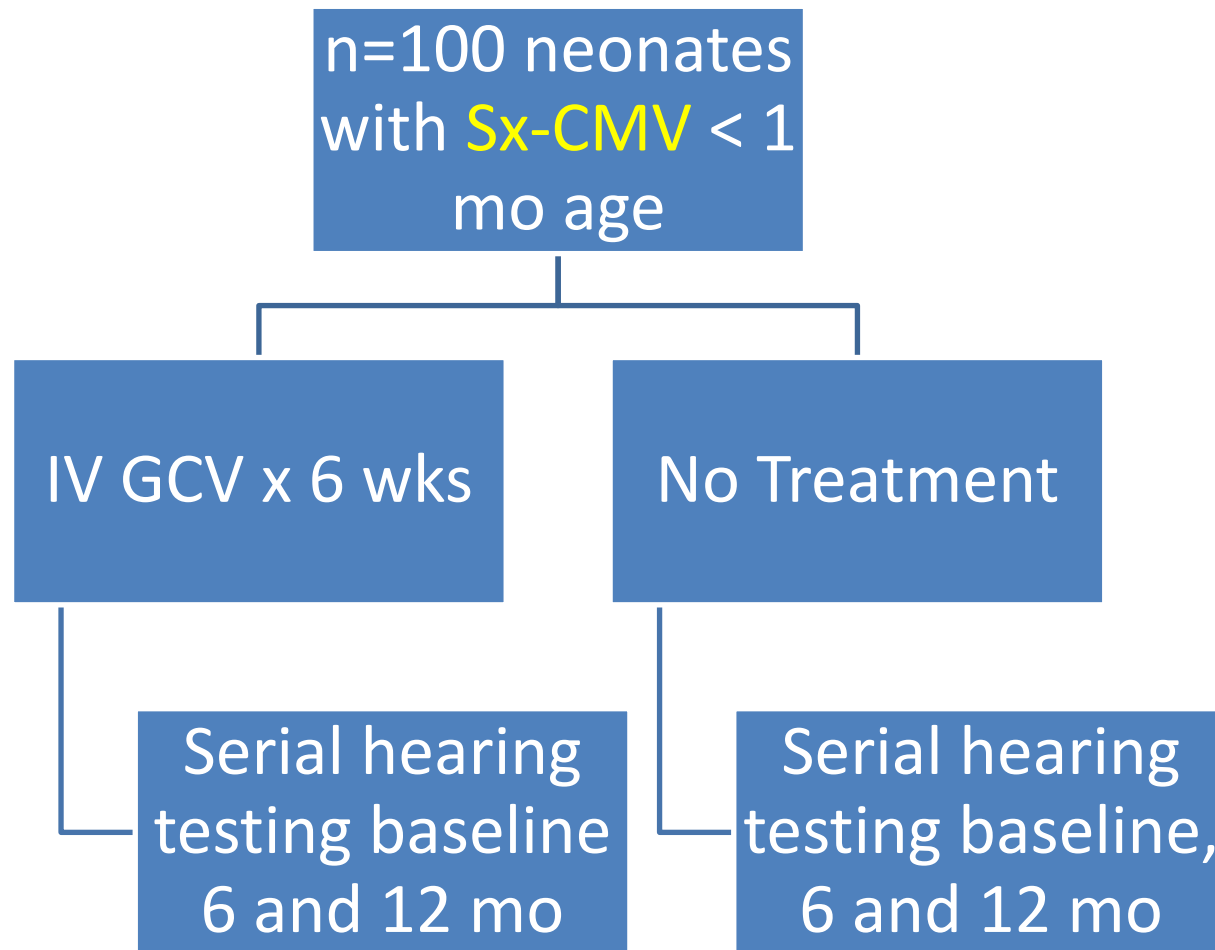 n=100 neonates
with Sx-CMV < 1
mo age
IV GCV x 6 wks
No Treatment
Serial hearing
testing baseline
6 and 12 mo
Serial hearing
testing baseline,
6 and 12 mo